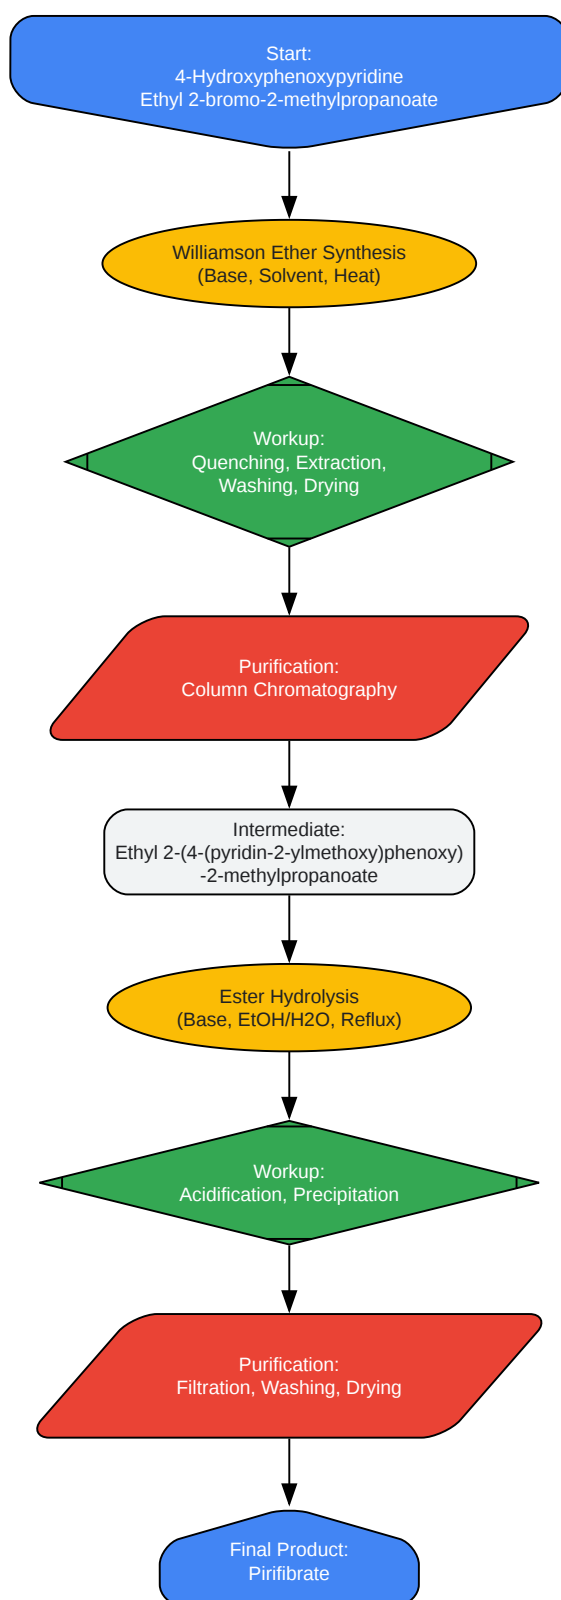 Start:
4-Hydroxyphenoxypyridine
Ethyl 2-bromo-2-methylpropanoate
Williamson Ether Synthesis
(Base, Solvent, Heat)
Workup:
Quenching, Extraction,
Washing, Drying
Purification:
Column Chromatography
Intermediate:
Ethyl 2-(4-(pyridin-2-ylmethoxy)phenoxy)
-2-methylpropanoate
Ester Hydrolysis
(Base, EtOH/H2O, Reflux)
Workup:
Acidification, Precipitation
Purification:
Filtration, Washing, Drying
Final Product:
Pirifibrate